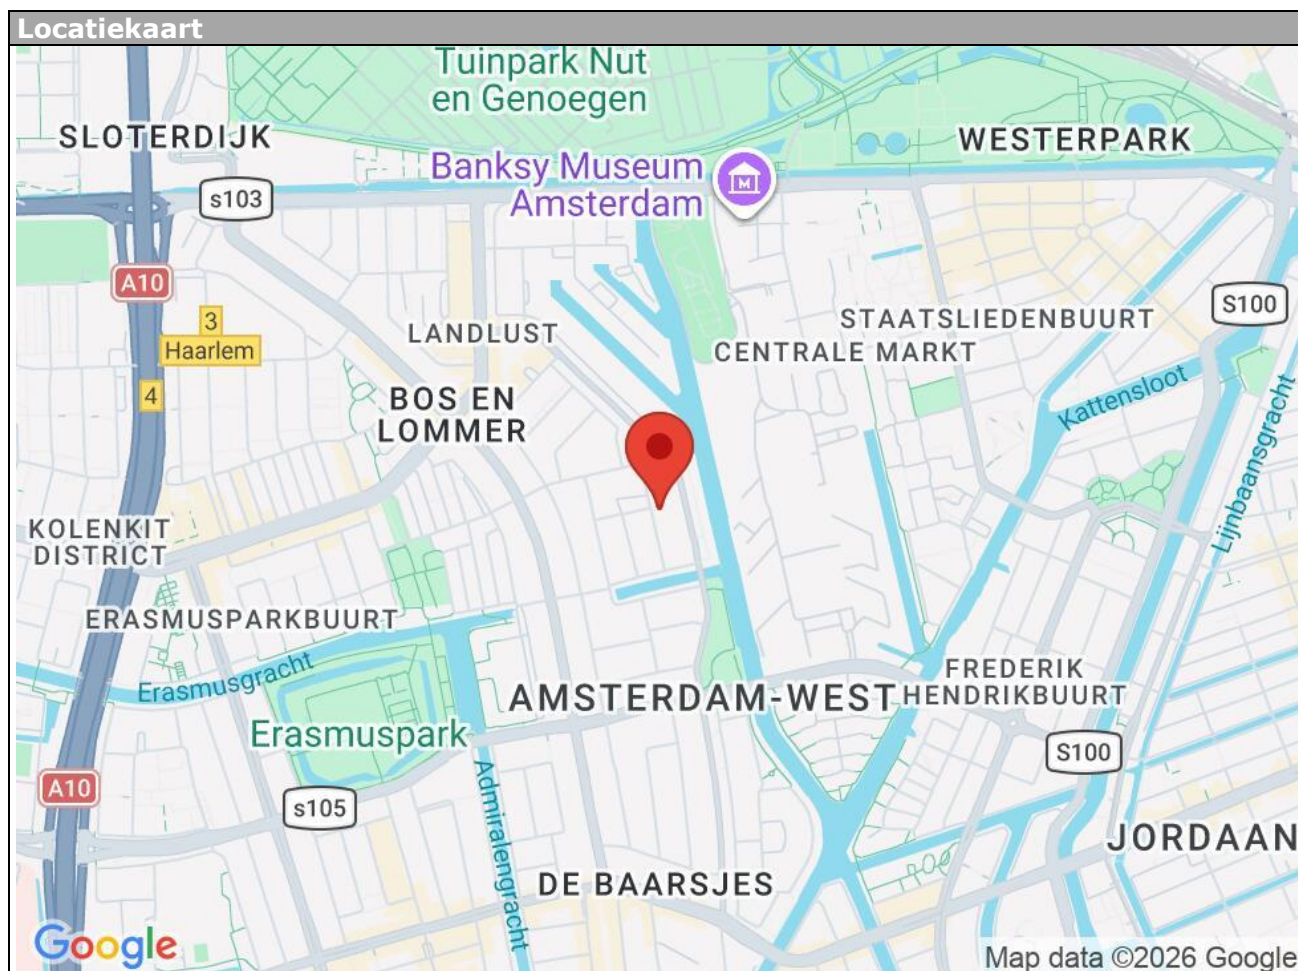 Locatiekaart
Tuinpark Nut
en Genoegen
SLOTERDIJK
WESTERPARK
Banksy Museum
Amsterdam
M
s103
A10
3
Haarlem
4
S100
LANDLUST
STAATSLIEDENBUURT
CENTRALE MARKT
BOS EN
LOMMER
Kattensloot
Lijnbaansgracht
KOLENKIT
DISTRICT
ERASMUSPARKBUURT
Erasmusgracht
AMSTERDAM-WEST
FREDERIK
HENDRIKBUURT
Erasmuspark
S100
A10
s105
Admiralengracht
JORDAAN
DE BAARSJES
Google
Map data ©2026 Google